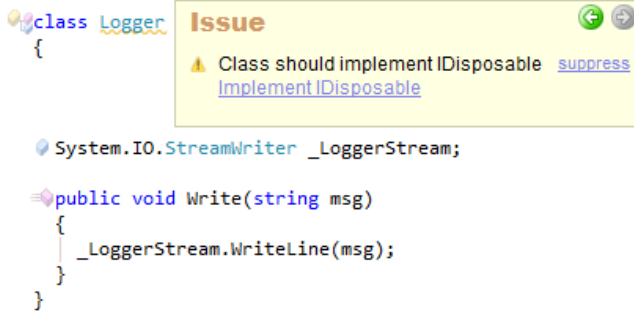 class Logger
Issue
{
Class should implement IDisposable suppress
Implement IDisposable
System.IO.StreamWriter _LoggerStream;
public void Write(string msg)
{
_LoggerStream.WriteLine(msg);
}
}